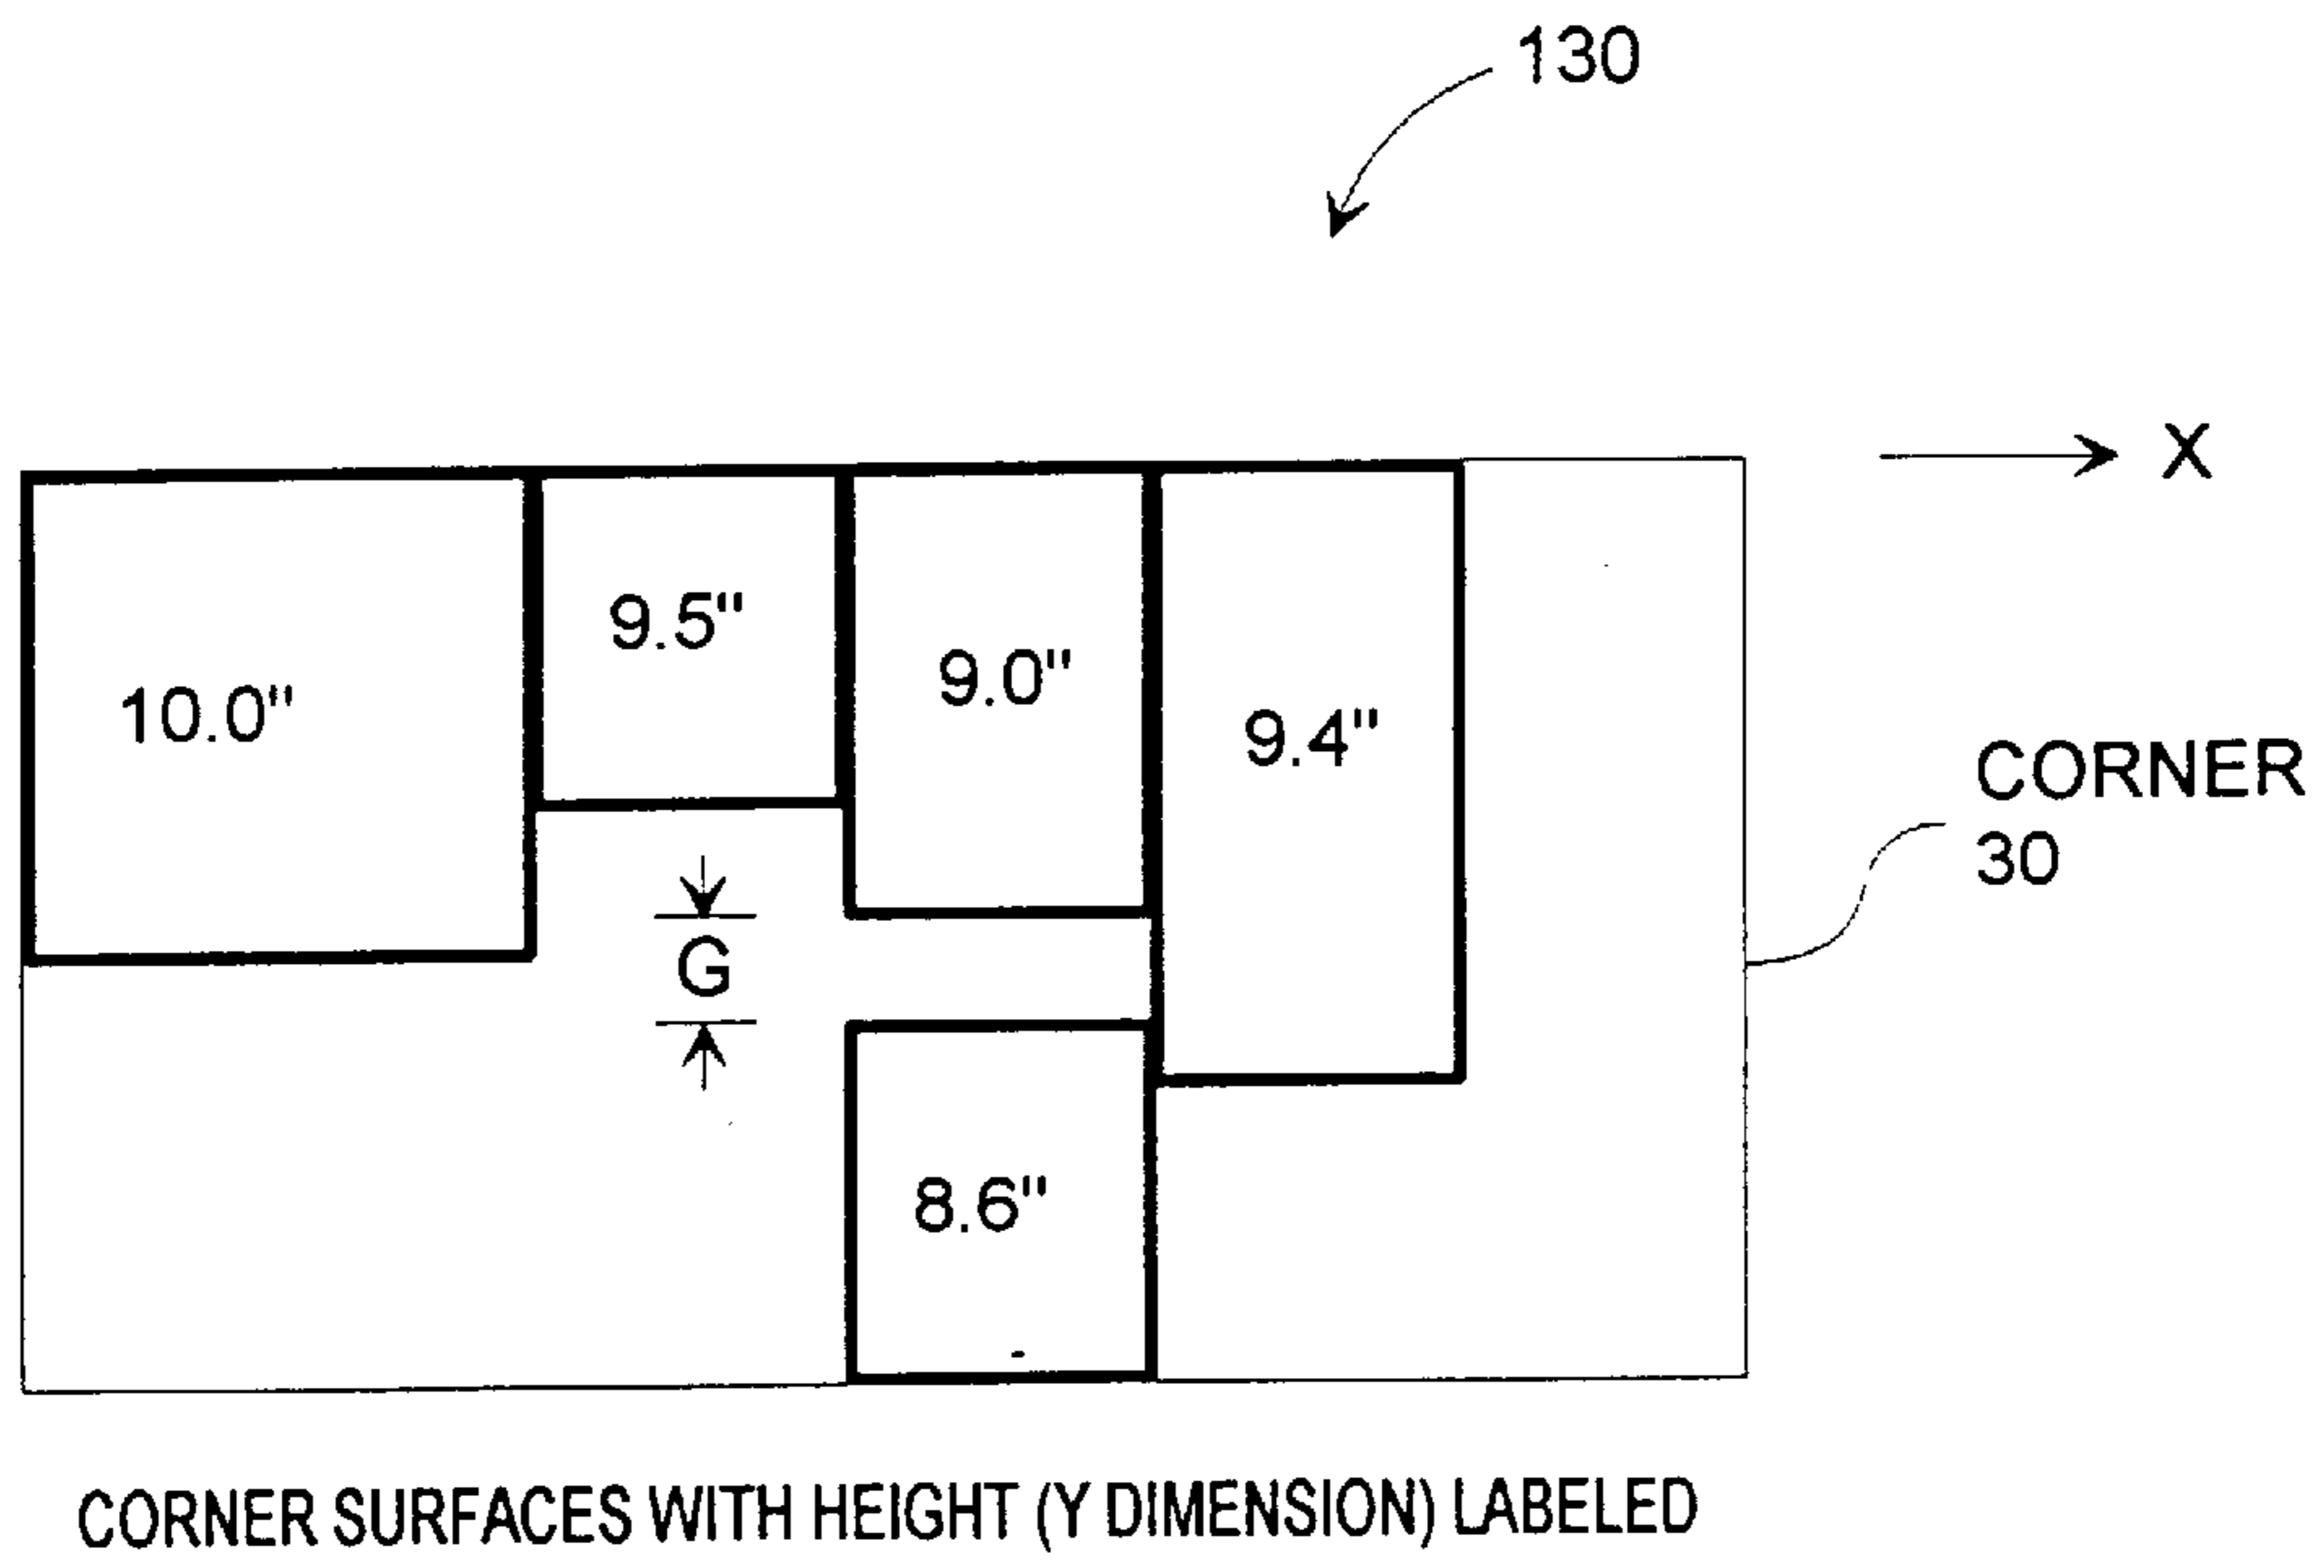 130
X
10.0"
9.5"
9.0"
9.4"
CORNER
30
G
8.6"
CORNER SURFACES WITH HEIGHT (Y DIMENSION) LABELED